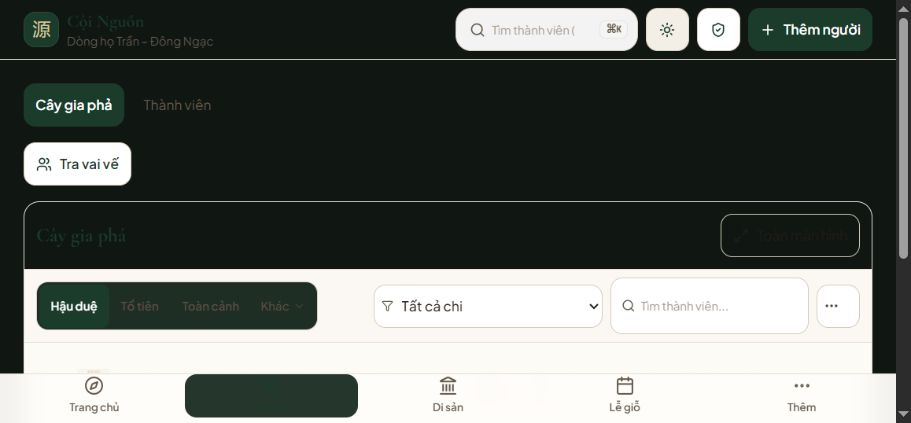 源
Cội Nguồn
Dòng họ Trần - Đông Ngạc
Tìm thành viên (
⌘K
Thêm người
Cây gia phả
Thành viên
Tra vai vế
Cây gia phả
Toàn màn hình
Hậu duệ
Tổ tiên
Toàn cảnh
Khác
Tất cả chi
Tìm thành viên...
Trang chủ
Di sản
Lễ giỗ
Thêm